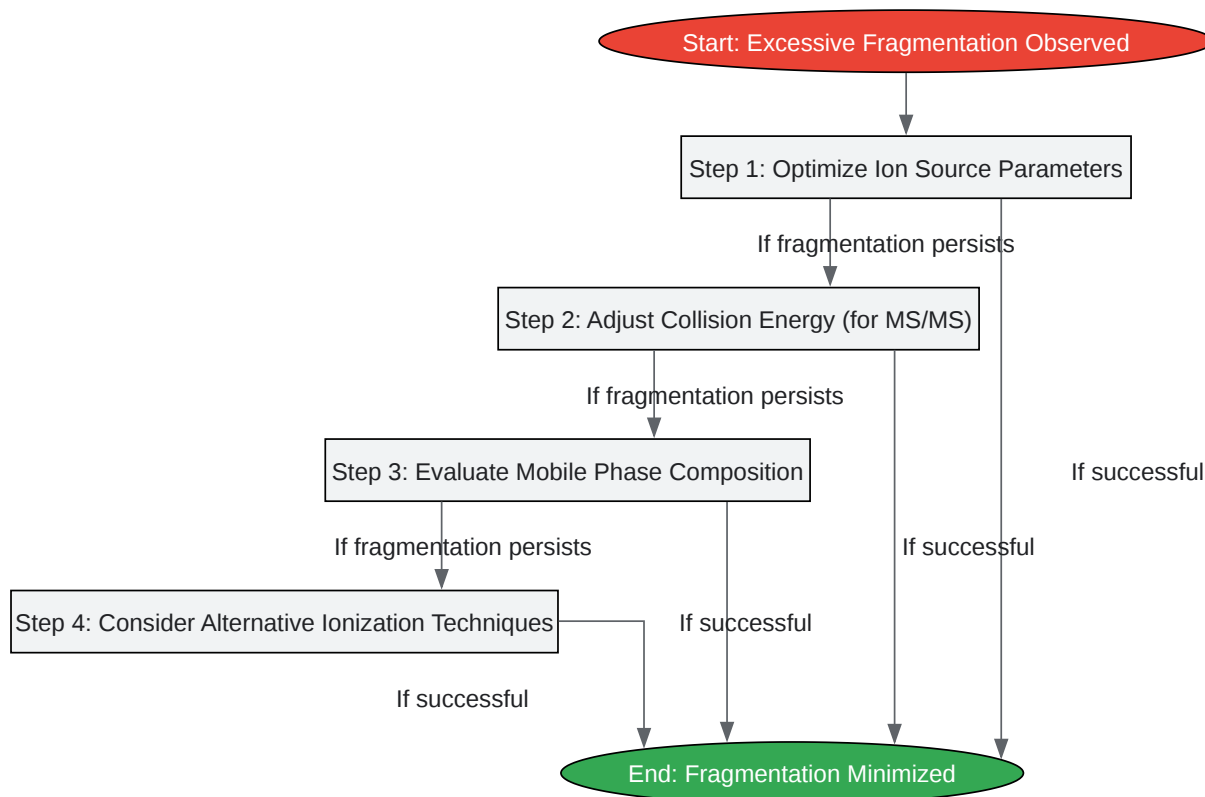 Start: Excessive Fragmentation Observed
Step 1: Optimize Ion Source Parameters
If fragmentation persists
Step 2: Adjust Collision Energy (for MS/MS)
If fragmentation persists
Step 3: Evaluate Mobile Phase Composition
If successful
If fragmentation persists
If successful
Step 4: Consider Alternative Ionization Techniques
If successful
If successful
End: Fragmentation Minimized